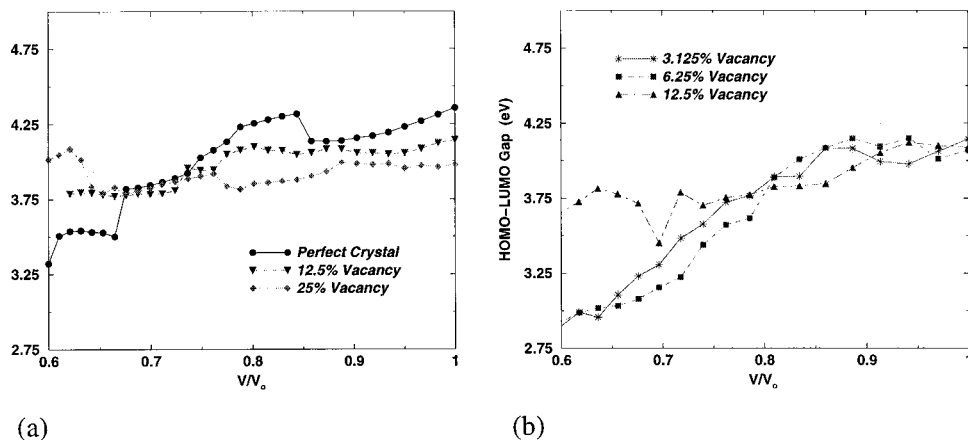 4.75
4.25
3.75
3.25
2.75
0.6 0.7 0.8 0.9 1
V/Vo
Perfect Crystal
12.5% Vacancy
25% Vacancy
(a)
HOMO–LUMO Gap (eV)
4.75
4.25
3.75
3.25
2.75
0.6 0.7 0.8 0.9 1
V/Vo
3.125% Vacancy
6.25% Vacancy
12.5% Vacancy
(b)